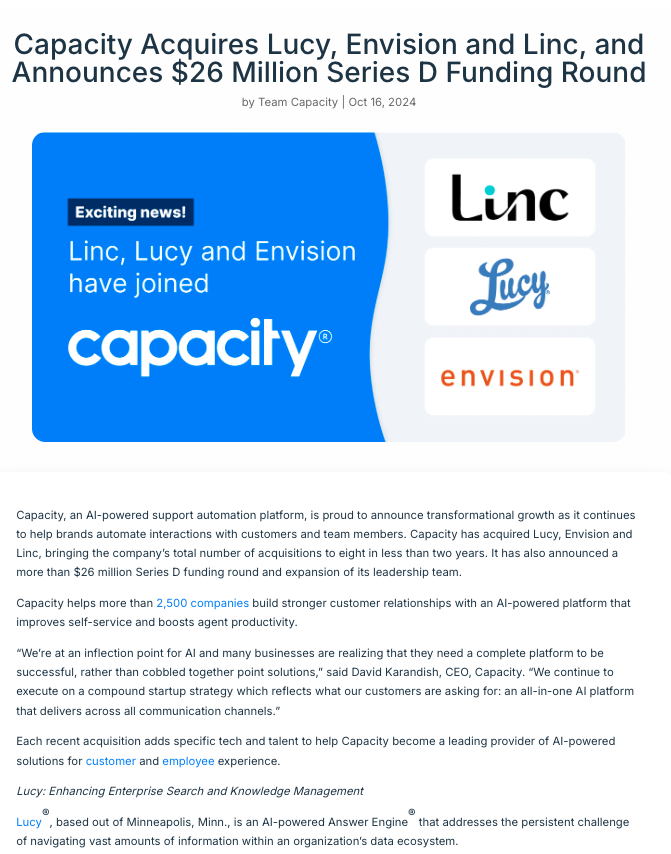 Capacity Acquires Lucy, Envision and Linc, and
Announces $26 Million Series D Funding Round
by Team Capacity | Oct 16, 2024
Exciting news!
Linc, Lucy and Envision
have joined
capacity®
Linc
Lucy®
envision®
Capacity, an AI-powered support automation platform, is proud to announce transformational growth as it continues
to help brands automate interactions with customers and team members. Capacity has acquired Lucy, Envision and
Linc, bringing the company’s total number of acquisitions to eight in less than two years. It has also announced a
more than $26 million Series D funding round and expansion of its leadership team.
Capacity helps more than 2,500 companies build stronger customer relationships with an AI-powered platform that
improves self-service and boosts agent productivity.
“We’re at an inflection point for AI and many businesses are realizing that they need a complete platform to be
successful, rather than cobbled together point solutions,” said David Karandish, CEO, Capacity. “We continue to
execute on a compound startup strategy which reflects what our customers are asking for: an all-in-one AI platform
that delivers across all communication channels.”
Each recent acquisition adds specific tech and talent to help Capacity become a leading provider of AI-powered
solutions for customer and employee experience.
Lucy: Enhancing Enterprise Search and Knowledge Management
Lucy®, based out of Minneapolis, Minn., is an AI-powered Answer Engine® that addresses the persistent challenge
of navigating vast amounts of information within an organization’s data ecosystem.